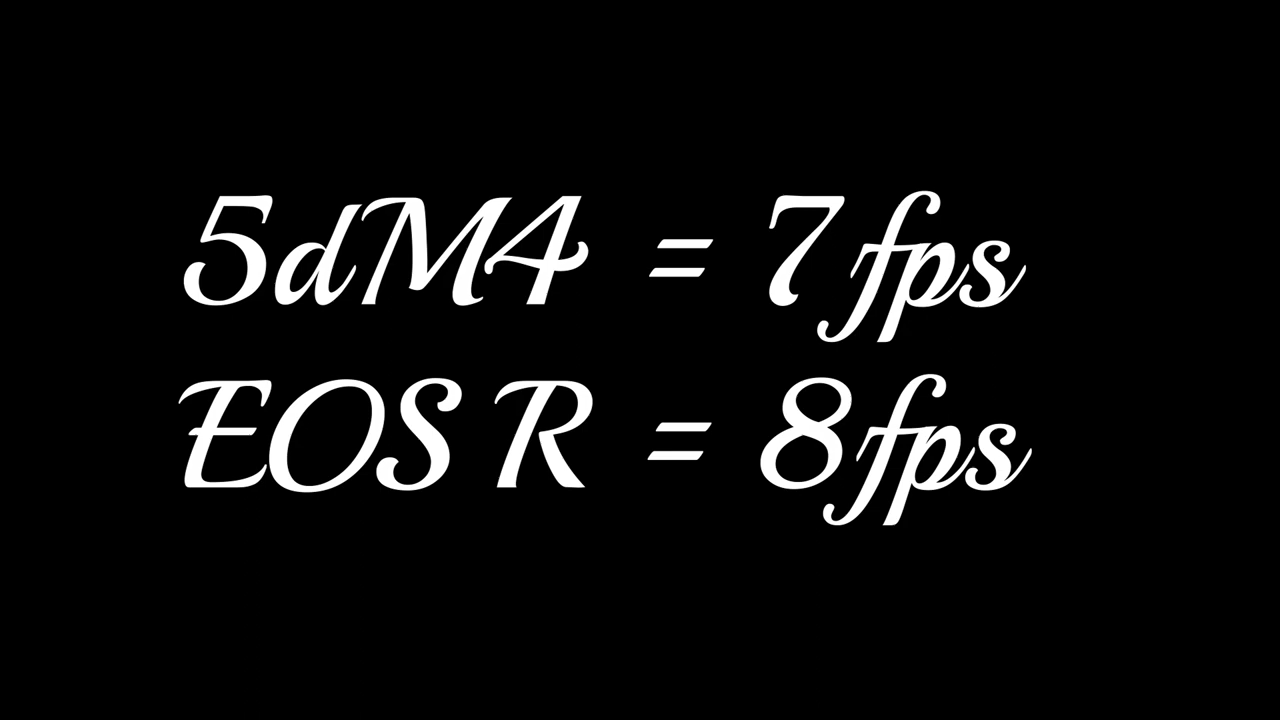 5dM4 = 7fps
EOS R = 8fps